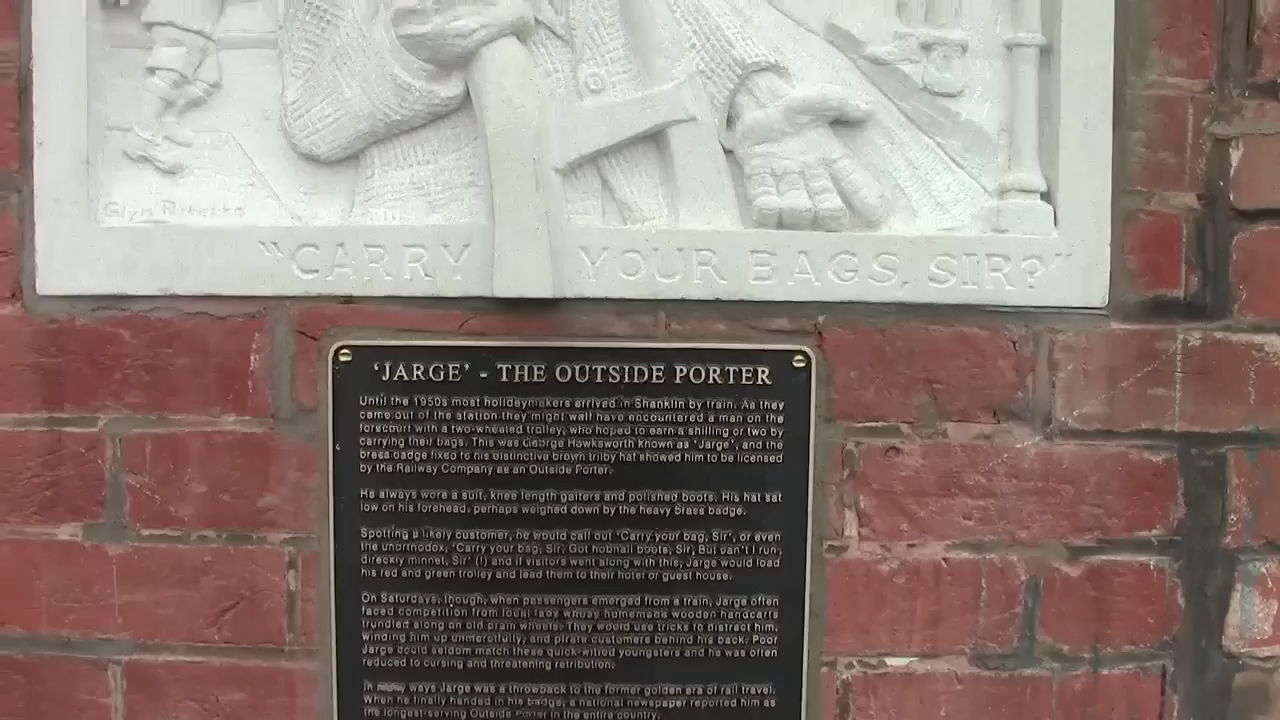 Glyn Roberts
"CARRY YOUR BAGS, SIR?"
'JARGE' - THE OUTSIDE PORTER
Until the 1950s most holidaymakers arrived in Shanklin by train. As they
came out of the station they might well have encountered a man on the
forecourt with a two-wheeled trolley, who hoped to earn a shilling or two by
carrying their bags. This was George Hawksworth known as 'Jarge', and the
brass badge fixed to his distinctive brown trilby hat showed him to be licensed
by the Railway Company as an Outside Porter.
He always wore a suit, knee length gaiters and polished boots. His hat sat
low on his forehead, perhaps weighed down by the heavy brass badge.
Spotting a likely customer, he would call out 'Carry your bag, Sir', or even
the unorthodox, 'Carry your bag, Sir. Got hobnail boots, Sir, But can't I run,
direckly minnet, Sir' (!) and if visitors went along with this, Jarge would load
his red and green trolley and lead them to their hotel or guest house.
On Saturdays, though, when passengers emerged from a train, Jarge often
faced competition from local lads whose homemade wooden handcarts
trundled along on old pram wheels. They would use tricks to distract him,
winding him up unmercifully, and pirate customers behind his back. Poor
Jarge could seldom match these quick-witted youngsters and he was often
reduced to cursing and threatening retribution.
In many ways Jarge was a throwback to the former golden era of rail travel.
When he finally handed in his badge, a national newspaper reported him as
the longest-serving Outside Porter in the entire country.